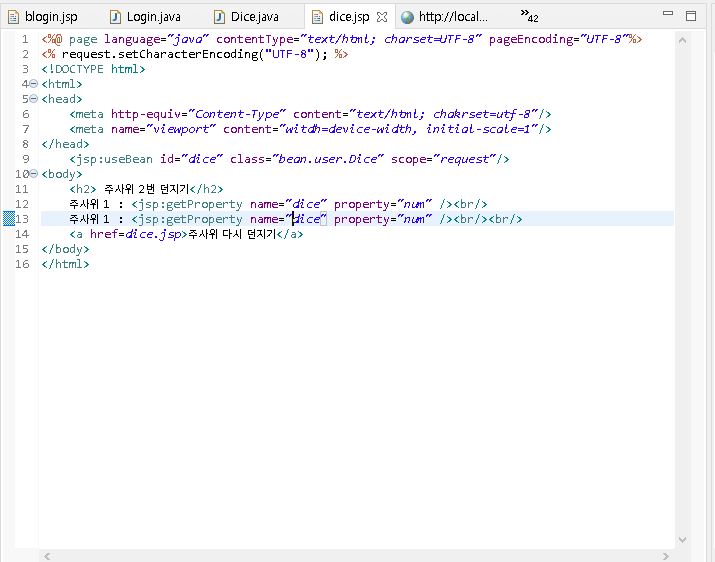 blogin.jsp Login.java Dice.java dice.jsp http://local... »42
1 <%@ page language="java" contentType="text/html; charset=UTF-8" pageEncoding="UTF-8"%>
2 <% request.setCharacterEncoding("UTF-8"); %>
3 <!DOCTYPE html>
4 <html>
5 <head>
6 <meta http-equiv="Content-Type" content="text/html; chakrset=utf-8"/>
7 <meta name="viewport" content="witdh=device-width, initial-scale=1"/>
8 </head>
9 <jsp:useBean id="dice" class="bean.user.Dice" scope="request"/>
10 <body>
11 <h2> 주사위 2번 던지기</h2>
12 주사위 1 : <jsp:getProperty name="dice" property="num" /><br/>
13 주사위 1 : <jsp:getProperty name="dice" property="num" /><br/><br/>
14 <a href=dice.jsp>주사위 다시 던지기</a>
15 </body>
16 </html>